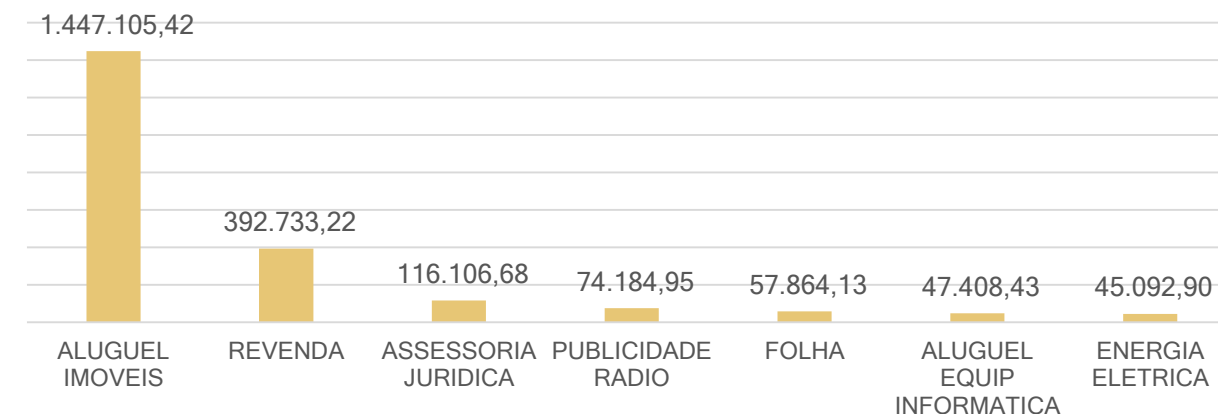 1.447.105,42
392.733,22
116.106,68
74.184,95
57.864,13
47.408,43
45.092,90
ALUGUEL
IMOVEIS
REVENDA
ASSESSORIA
JURIDICA
PUBLICIDADE
RADIO
FOLHA
ALUGUEL
EQUIP
INFORMATICA
ENERGIA
ELETRICA